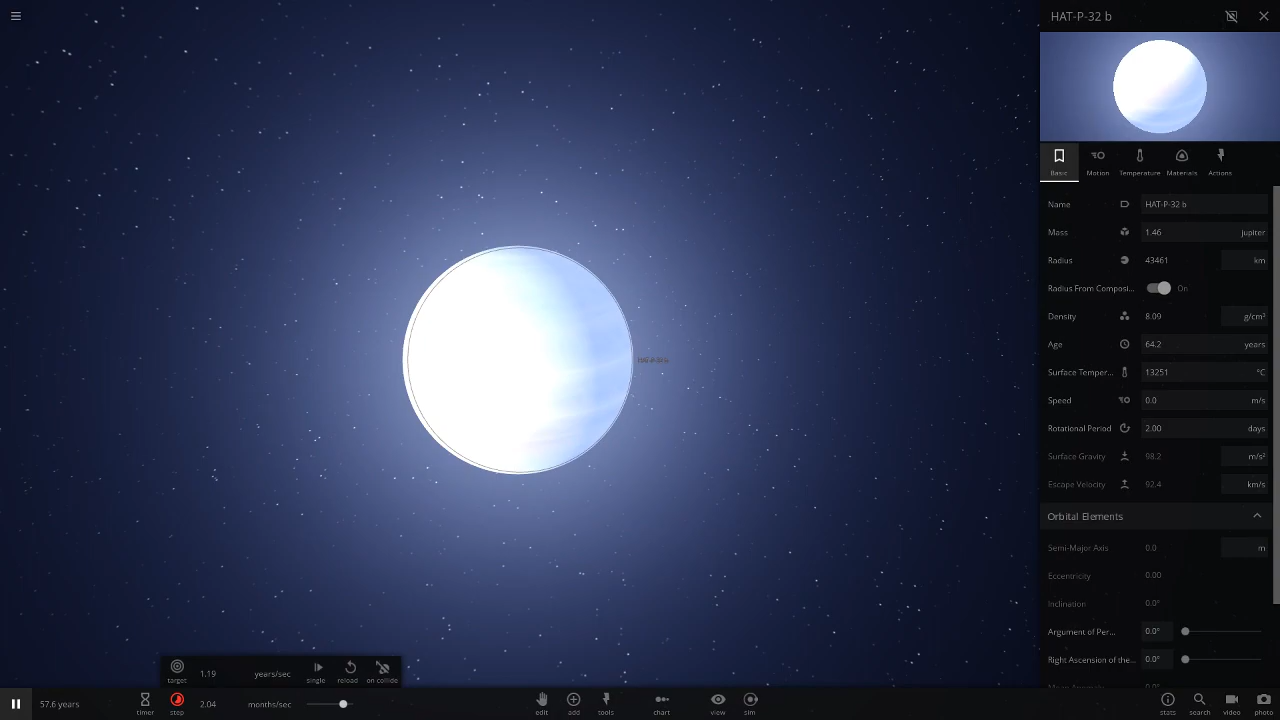 HAT-P-32 b
Basic Motion Temperature Materials Actions
Name HAT-P-32 b
Mass 1.46 jupiter
Radius 43461 km
Radius From Composi... On
Density 8.09 g/cm³
Age 64.2 years
Surface Temper... 13251 °C
HAT-P-32 b
Speed 0.0 m/s
Rotational Period 2.00 days
Surface Gravity 98.2 m/s²
Escape Velocity 92.4 km/s
Orbital Elements
Semi-Major Axis 0.0 m
Eccentricity 0.00
Inclination 0.0°
Argument of Per... 0.0°
Right Ascension of the... 0.0°
target 1.19 years/sec single reload on collide
57.6 years timer step 2.04 months/sec edit add tools chart view sim stats search video photo